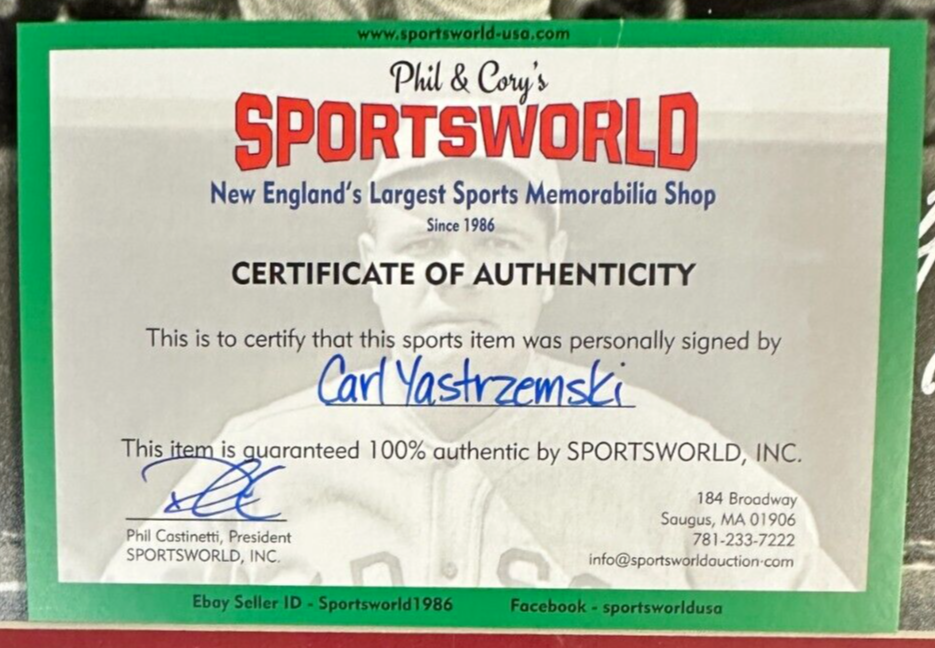 www.sportsworld-usa.com
Phil & Cory's
SPORTSWORLD
New England's Largest Sports Memorabilia Shop
Since 1986
CERTIFICATE OF AUTHENTICITY
This is to certify that this sports item was personally signed by
Carl Yastrzemski
This item is guaranteed 100% authentic by SPORTSWORLD, INC.
Phil Castinetti, President
SPORTSWORLD, INC.
184 Broadway
Saugus, MA 01906
781-233-7222
info@sportsworldauction.com
Ebay Seller ID - Sportsworld1986
Facebook - sportsworldusa